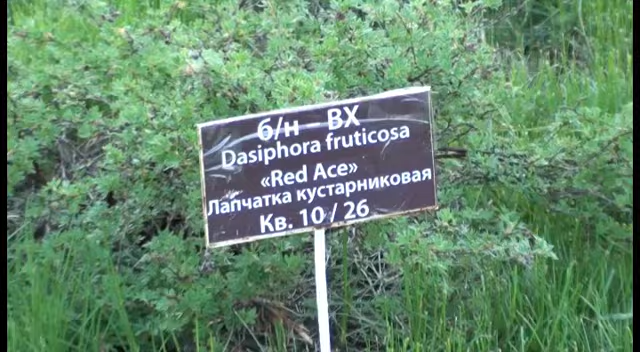 б/н ВХ
Dasiphora fruticosa
«Red Ace»
Лапчатка кустарниковая
Кв. 10 / 26